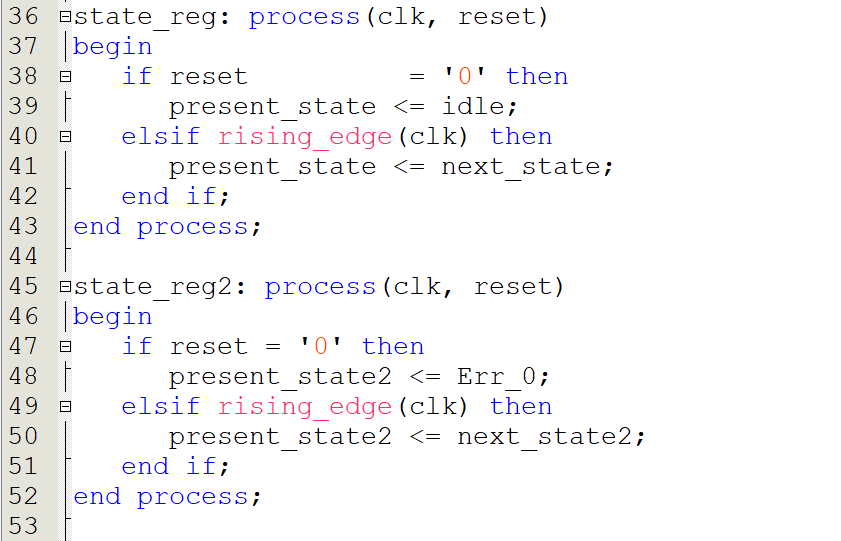 36 state_reg: process(clk, reset)
37 begin
38    if reset          = '0' then
39       present_state <= idle;
40    elsif rising_edge(clk) then
41       present_state <= next_state;
42    end if;
43 end process;
44
45 state_reg2: process(clk, reset)
46 begin
47    if reset = '0' then
48       present_state2 <= Err_0;
49    elsif rising_edge(clk) then
50       present_state2 <= next_state2;
51    end if;
52 end process;
53